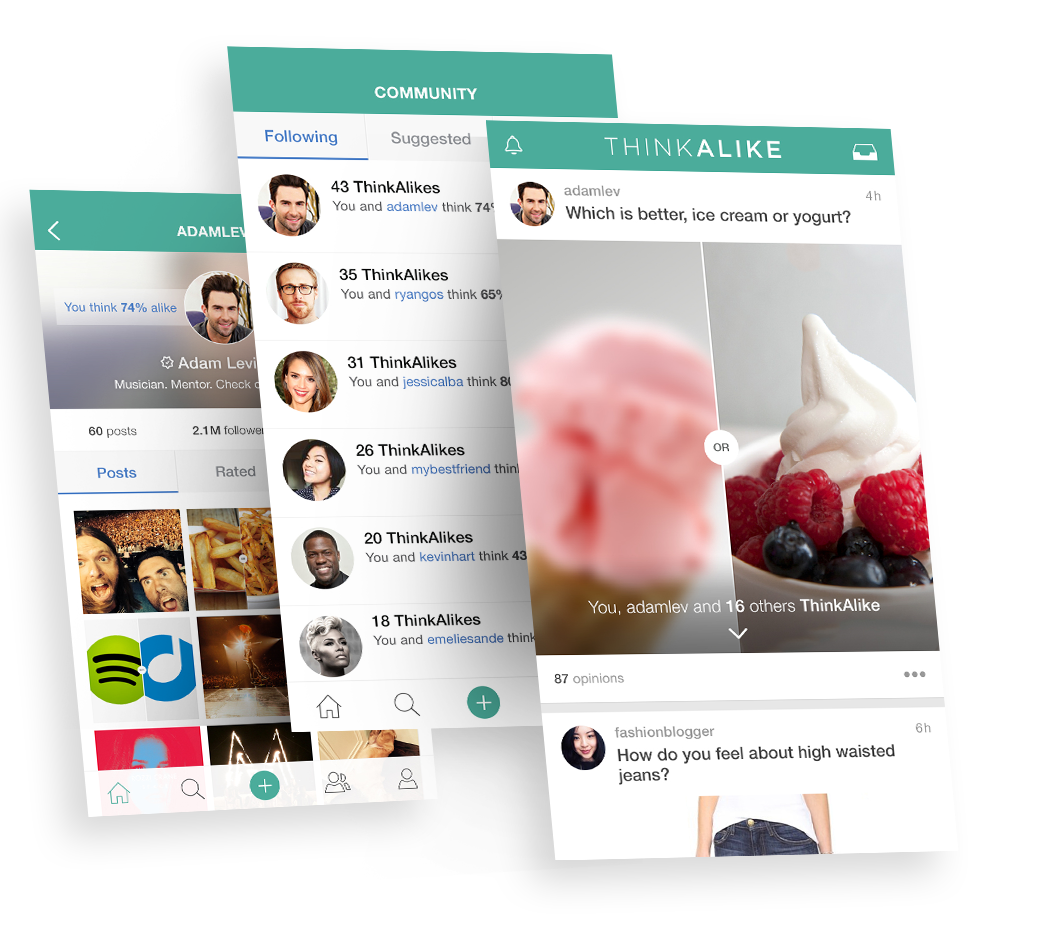 COMMUNITY
Following
Suggested
43 ThinkAlikes
You and adamlev think 74%
35 ThinkAlikes
You and ryangos think 65%
31 ThinkAlikes
You and jessicalba think
26 ThinkAlikes
You and mybestfriend
20 ThinkAlikes
You and kevinhart think 43
18 ThinkAlikes
You and emeliesande think
ADAMLEV
You think 74% alike
Adam Levi
Musician. Mentor. Check
60 posts
2.1M
Posts
Rated
THINKALIKE
adamlev
4h
Which is better, ice cream or yogurt?
OR
You, adamlev and 16 others ThinkAlike
87 opinions
fashionblogger
6h
How do you feel about high waisted
jeans?